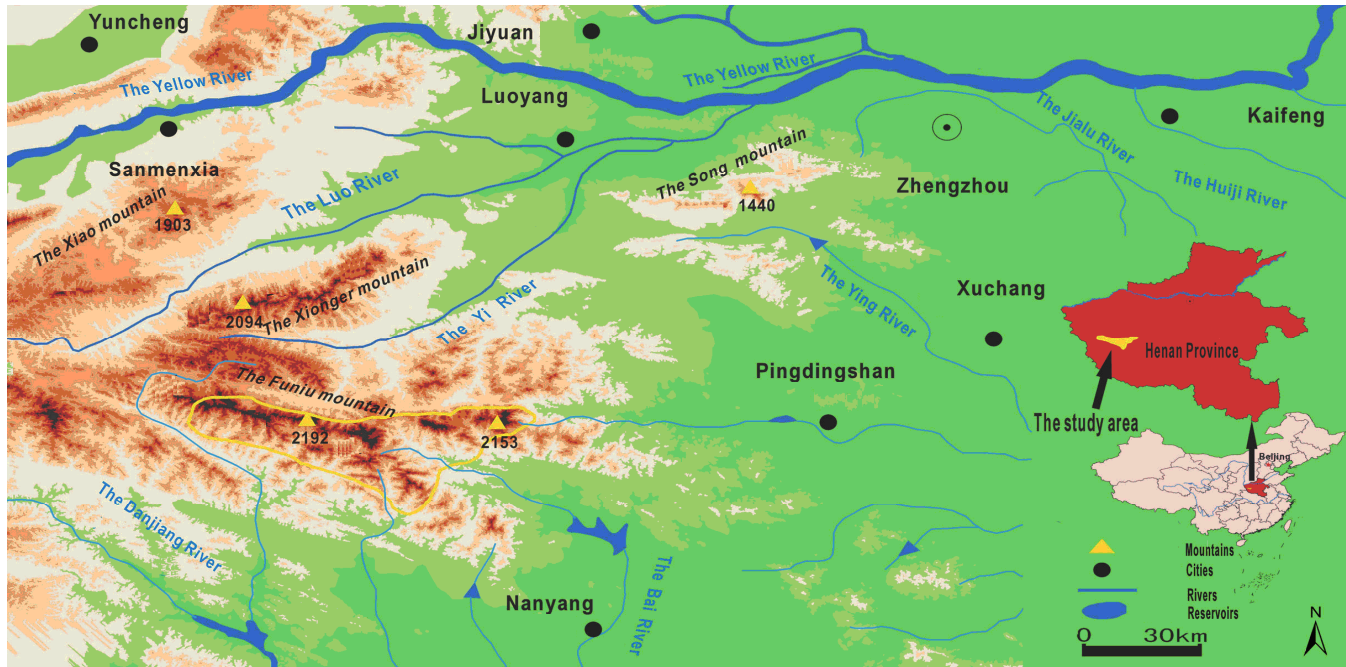 Yuncheng
Jiyuan
The Yellow River
The Yellow River
Luoyang
Kaifeng
Sanmenxia
The Song mountain
The Jialu River
Zhengzhou
The Huiji River
The Luo River
The Xiao mountain
1903
1440
The Xionger mountain
2094
The Yi River
The Ying River
Xuchang
Henan Province
The study area
The Funiu mountain
Pingdingshan
2192
2153
Beijing
The Danjiang River
The Bai River
Nanyang
Mountains
Cities
Rivers
Reservoirs
N
0 30km